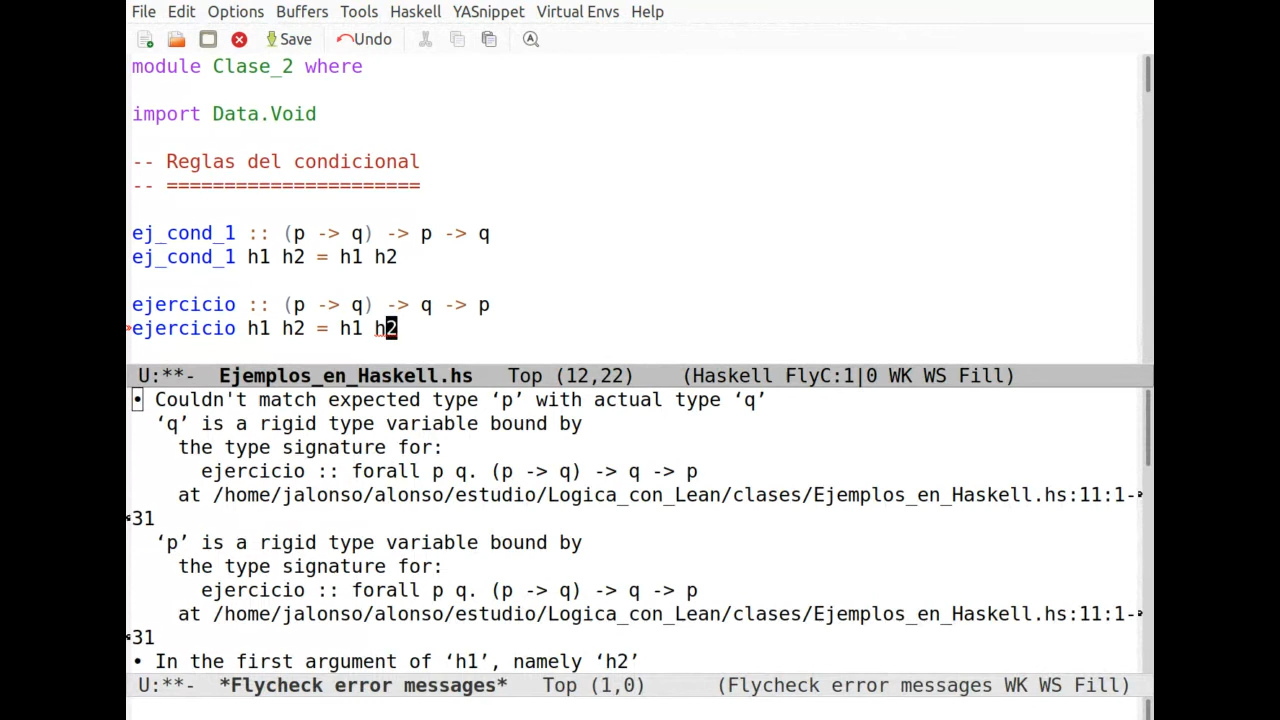 File Edit Options Buffers Tools Haskell YASnippet Virtual Envs Help
Save Undo
module Clase_2 where
import Data.Void
-- Reglas del condicional
-- ======================
ej_cond_1 :: (p -> q) -> p -> q
ej_cond_1 h1 h2 = h1 h2
ejercicio :: (p -> q) -> q -> p
ejercicio h1 h2 = h1 h2
U:**- Ejemplos_en_Haskell.hs Top (12,22) (Haskell FlyC:1|0 WK WS Fill)
• Couldn't match expected type ‘p’ with actual type ‘q’
‘q’ is a rigid type variable bound by
the type signature for:
ejercicio :: forall p q. (p -> q) -> q -> p
at /home/jalonso/alonso/estudio/Logica_con_Lean/clases/Ejemplos_en_Haskell.hs:11:1-
31
‘p’ is a rigid type variable bound by
the type signature for:
ejercicio :: forall p q. (p -> q) -> q -> p
at /home/jalonso/alonso/estudio/Logica_con_Lean/clases/Ejemplos_en_Haskell.hs:11:1-
31
• In the first argument of ‘h1’, namely ‘h2’
U:**- *Flycheck error messages* Top (1,0) (Flycheck error messages WK WS Fill)